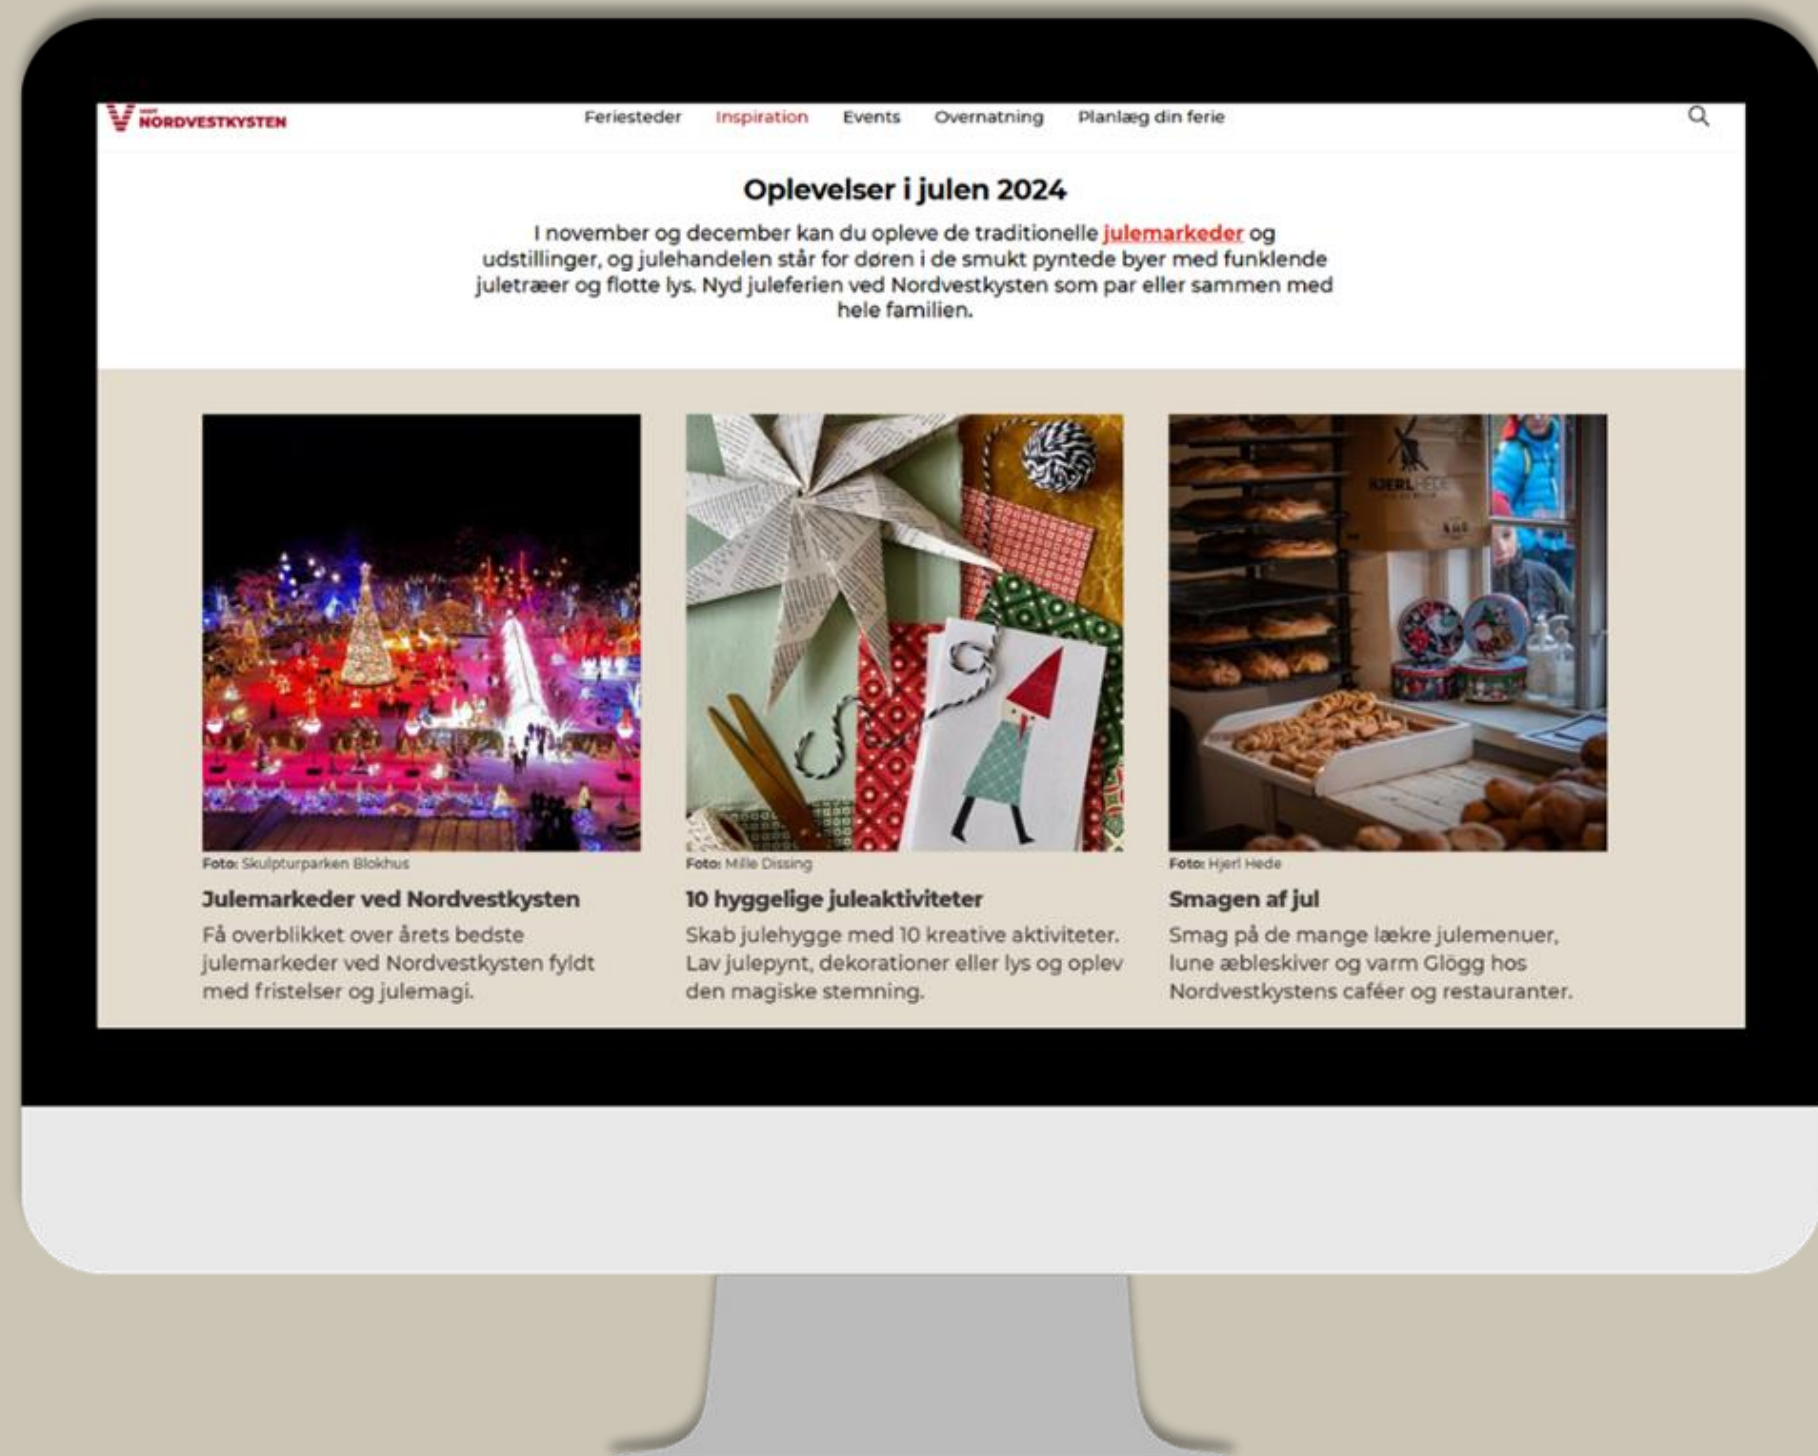 NORDVESTKYSTEN
Feriesteder Inspiration Events Overnatning Planlæg din ferie
Oplevelser i julen 2024
I november og december kan du opleve de traditionelle julemarkeder og
udstillinger, og julehandelen står for døren i de smukt pyntede byer med funklende
juletræer og flotte lys. Nyd juleferien ved Nordvestkysten som par eller sammen med
hele familien.
HJERL HEDE
Foto: Skulpturparken Blokhus
Foto: Mille Dissing
Foto: Hjerl Hede
Julemarkeder ved Nordvestkysten
Få overblikket over årets bedste
julemarkeder ved Nordvestkysten fyldt
med fristelser og julemagi.
10 hyggelige juleaktiviteter
Skab julehygge med 10 kreative aktiviteter.
Lav julepynt, dekorationer eller lys og oplev
den magiske stemning.
Smagen af jul
Smag på de mange lækre julemenuer,
lune æbleskiver og varm Glögg hos
Nordvestkystens caféer og restauranter.